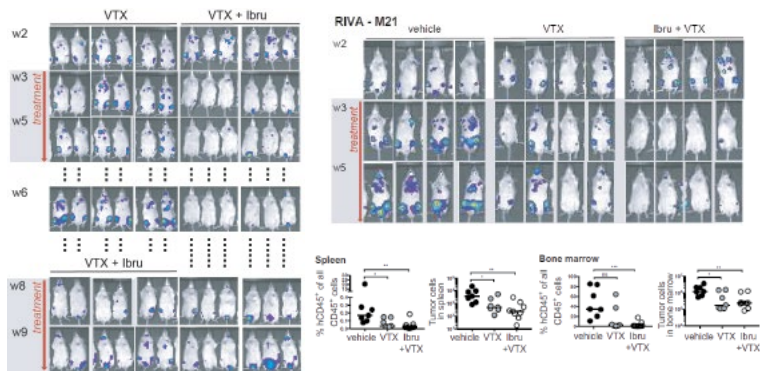 VTX VTX + Ibru
w2
w3
w5
treatment
w6
VTX + Ibru
w8
w9
treatment
RIVA - M21
vehicle VTX Ibru + VTX
w2
w3
w5
treatment
Spleen
% hCD45⁺ of all
CD45⁺ cells
vehicle VTX Ibru
+VTX
Tumor cells
in spleen
vehicle VTX Ibru
+VTX
Bone marrow
% hCD45⁺ of all
CD45⁺ cells
ns
vehicle VTX Ibru
+VTX
Tumor cells
in bone marrow
vehicle VTX Ibru
+VTX